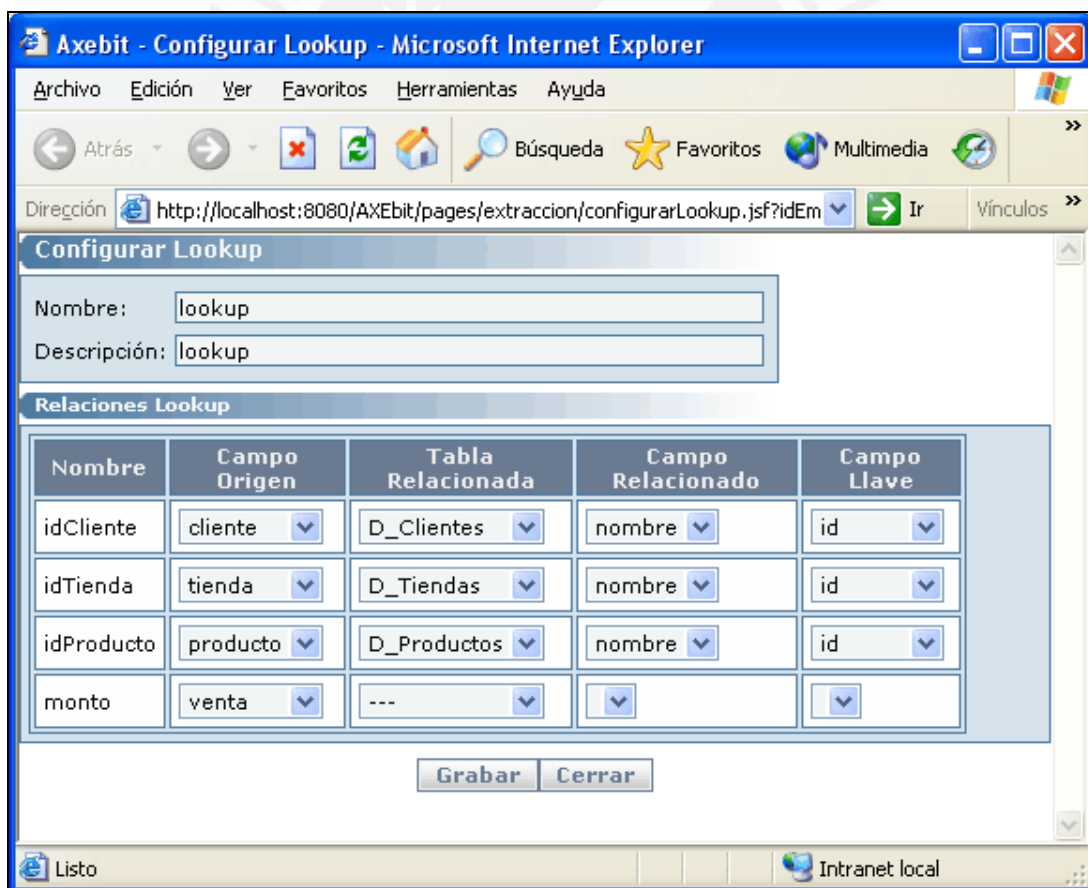 Axebit - Configurar Lookup - Microsoft Internet Explorer
Archivo Edición Ver Favoritos Herramientas Ayuda
Atrás Búsqueda Favoritos Multimedia »
Dirección http://localhost:8080/AXEbit/pages/extraccion/configurarLookup.jsf?idEm Ir Vínculos »
Configurar Lookup
Nombre: lookup
Descripción: lookup
Relaciones Lookup
Nombre Campo Origen Tabla Relacionada Campo Relacionado Campo Llave
idCliente cliente D_Clientes nombre id
idTienda tienda D_Tiendas nombre id
idProducto producto D_Productos nombre id
monto venta ---
Grabar Cerrar
Listo Intranet local